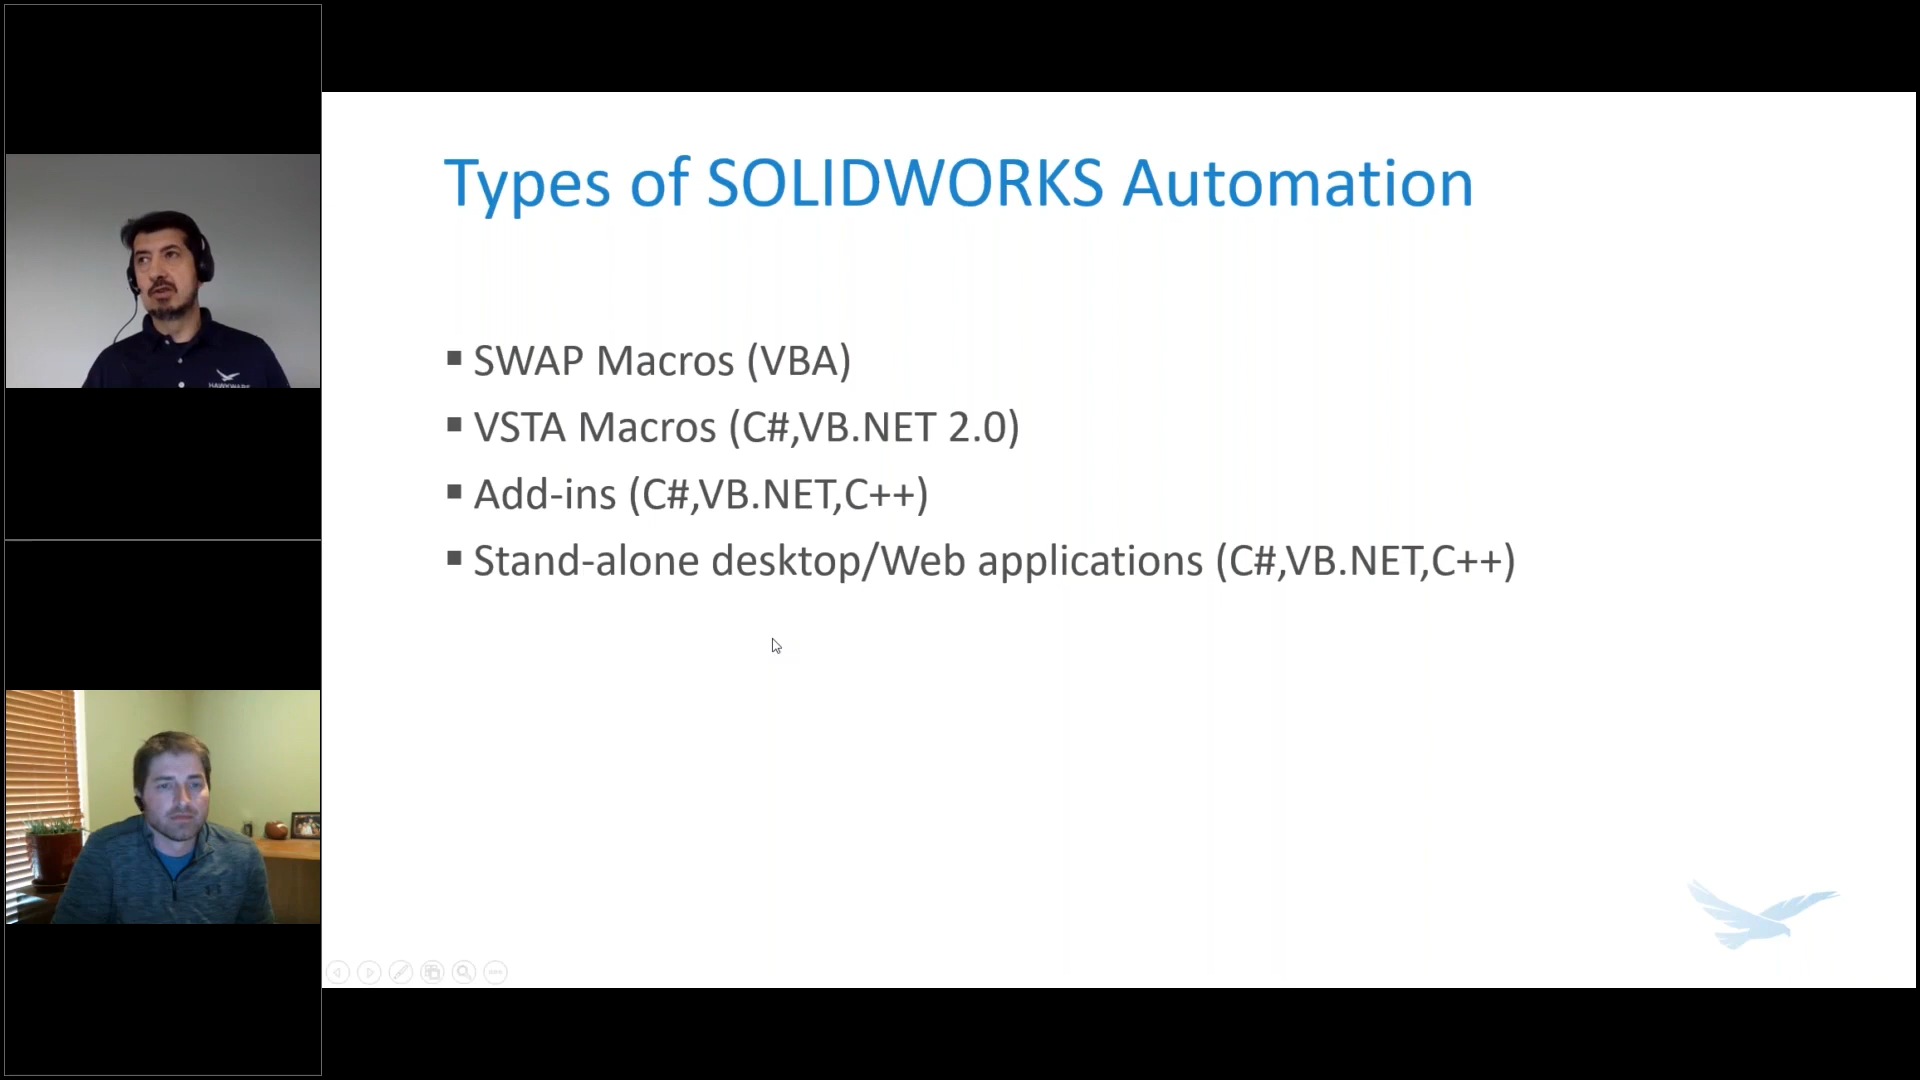 Types of SOLIDWORKS Automation
SWAP Macros (VBA)
VSTA Macros (C#,VB.NET 2.0)
Add-ins (C#,VB.NET,C++)
Stand-alone desktop/Web applications (C#,VB.NET,C++)